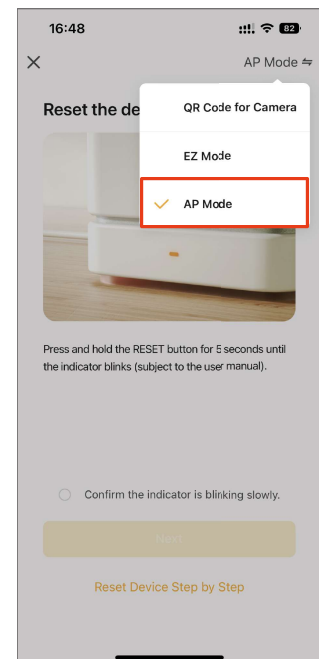 16:48
82
AP Mode
Reset the de
QR Code for Camera
EZ Mode
AP Mode
Press and hold the RESET button for 5 seconds until
the indicator blinks (subject to the user manual).
Confirm the indicator is blinking slowly.
Next
Reset Device Step by Step